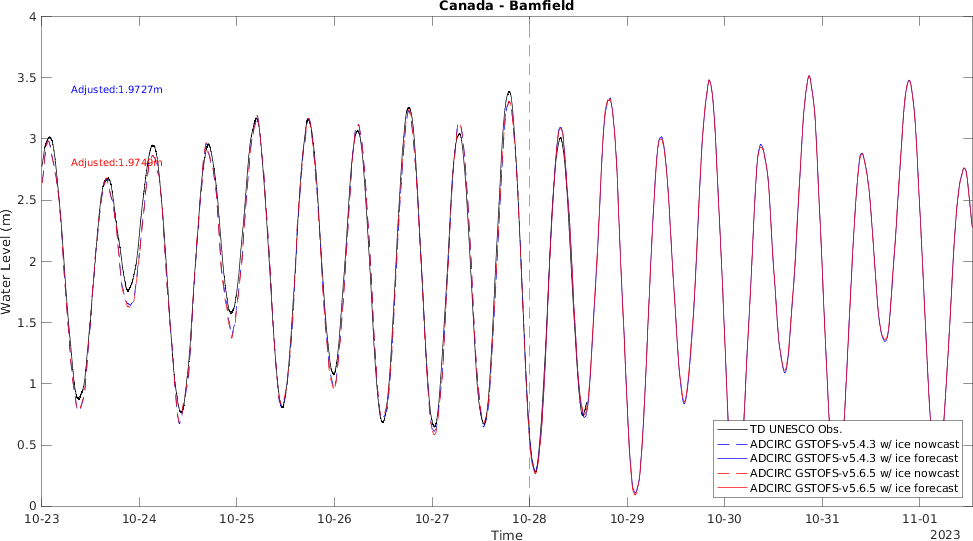 Canada - Bamfield
Adjusted:1.9727m
Adjusted:1.9749m
Water Level (m)
4
3.5
3
2.5
2
1.5
1
0.5
0
10-23
10-24
10-25
10-26
10-27
10-28
10-29
10-30
10-31
11-01
Time
2023
TD UNESCO Obs.
ADCIRC GSTOFS-v5.4.3 w/ ice nowcast
ADCIRC GSTOFS-v5.4.3 w/ ice forecast
ADCIRC GSTOFS-v5.6.5 w/ ice nowcast
ADCIRC GSTOFS-v5.6.5 w/ ice forecast